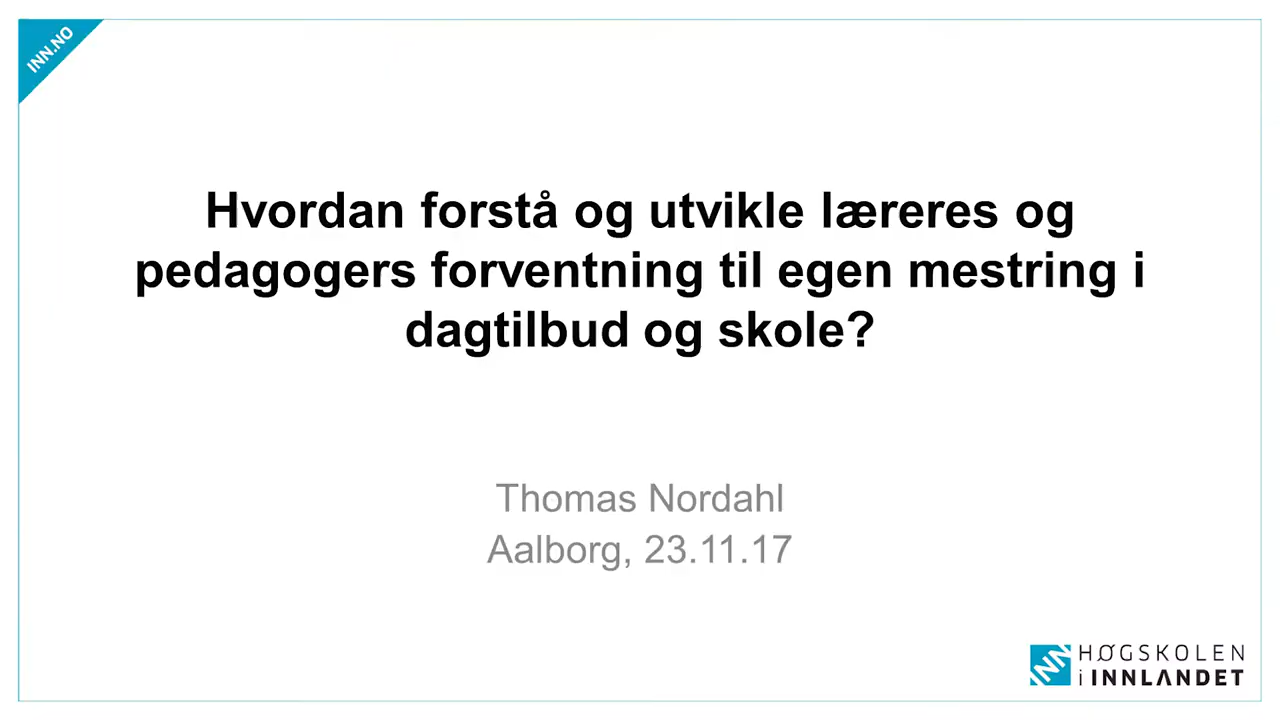 INN.NO
Hvordan forstå og utvikle læreres og
pedagogers forventning til egen mestring i
dagtilbud og skole?
Thomas Nordahl
Aalborg, 23.11.17
INN
HØGSKOLEN
i INNLANDET